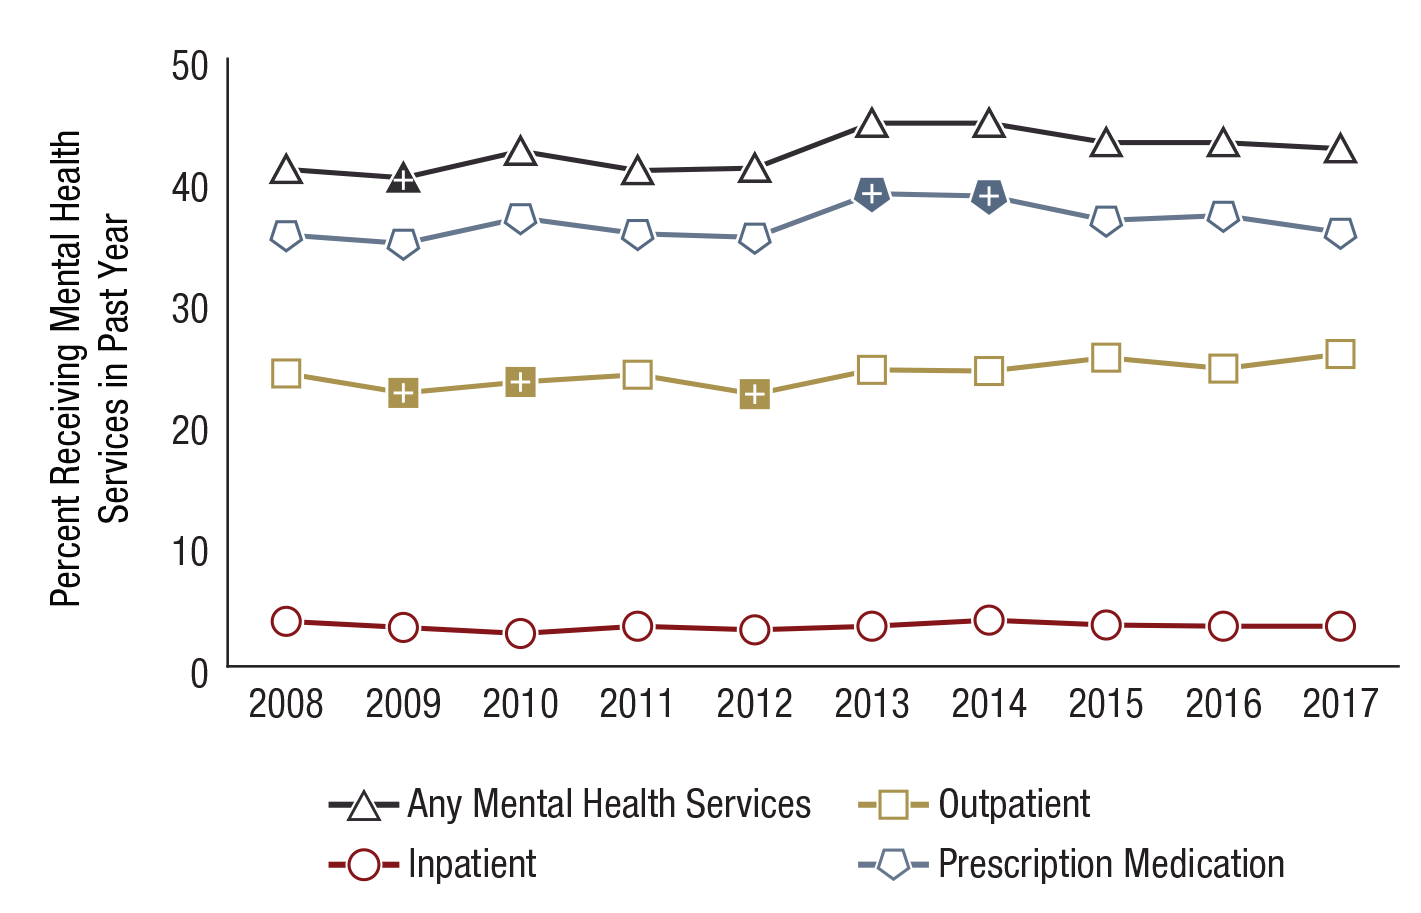 Percent Receiving Mental Health
Services in Past Year
50
40
30
20
10
0
2008 2009 2010 2011 2012 2013 2014 2015 2016 2017
Any Mental Health Services
Outpatient
Inpatient
Prescription Medication